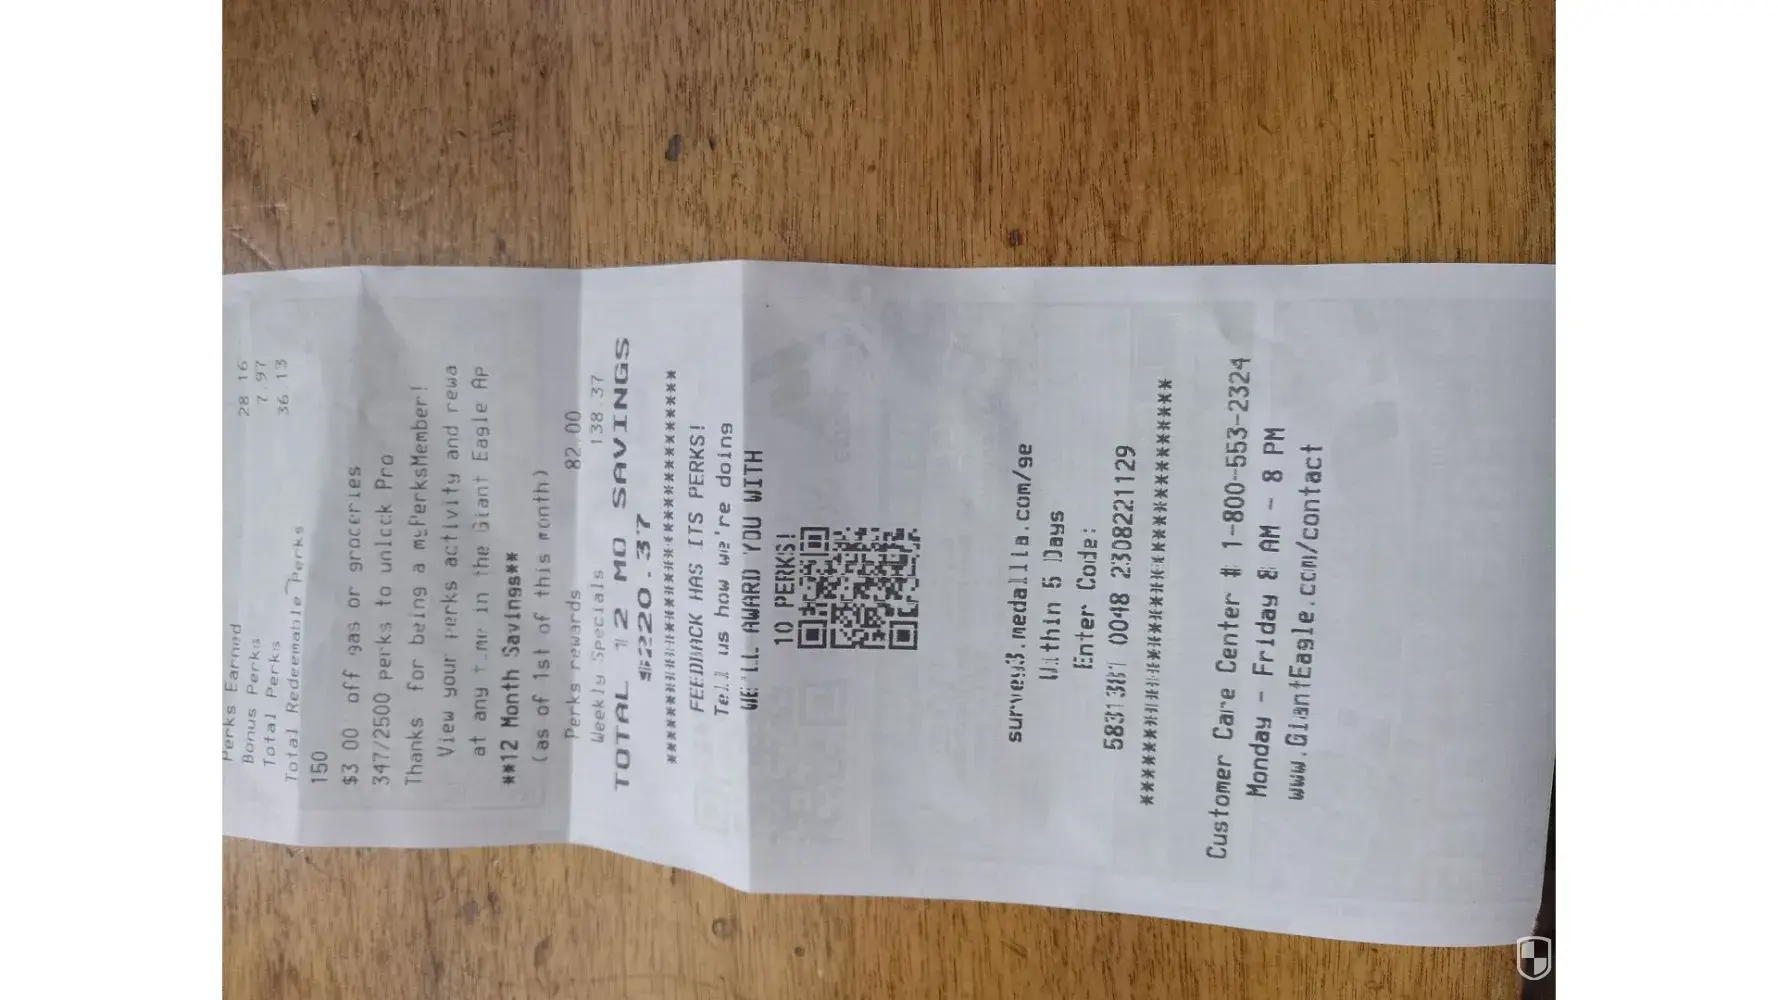 Perks Earned 28.16
Bonus Perks 7.97
Total Perks 36.13
Total Redeemable Perks
150
$3.00 off gas or groceries
347/2500 perks to unlock Pro
Thanks for being a myPerksMember!
View your perks activity and rewa
at any time in the Giant Eagle Ap
**12 Month Savings**
(as of 1st of this month)
Perks rewards 82.00
Weekly Specials 138.37
TOTAL 12 MO SAVINGS
$220.37
************************************
FEEDBACK HAS ITS PERKS!
Tell us how we're doing
WE'LL AWARD YOU WITH
10 PERKS!
survey3.medallia.com/ge
Within 5 Days
Enter Code:
5831 0048 2308221129
************************************
Customer Care Center # 1-800-553-2324
Monday - Friday 8 AM - 8 PM
www.GiantEagle.com/contact